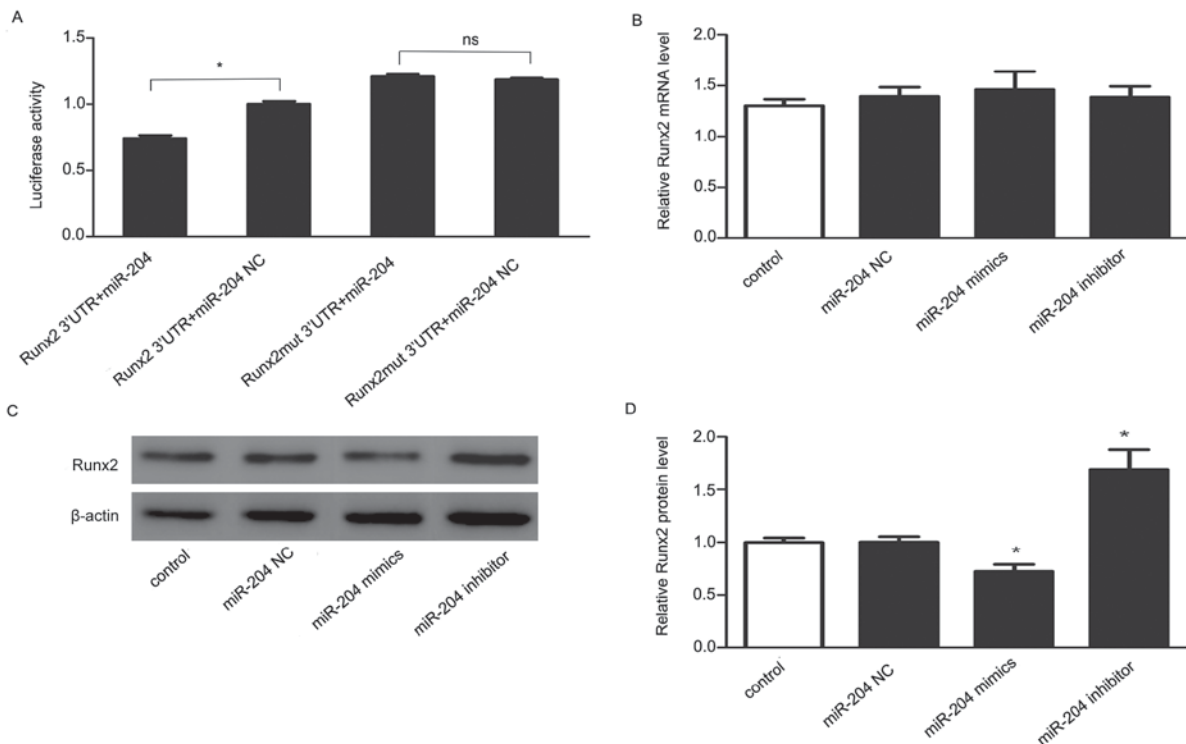 A
Luciferase activity
1.5
1.0
0.5
0.0
*
ns
Runx2 3'UTR+miR-204
Runx2 3'UTR+miR-204 NC
Runx2mut 3'UTR+miR-204
Runx2mut 3'UTR+miR-204 NC
B
Relative Runx2 mRNA level
2.0
1.5
1.0
0.5
0.0
control
miR-204 NC
miR-204 mimics
miR-204 inhibitor
C
Runx2
β-actin
control
miR-204 NC
miR-204 mimics
miR-204 inhibitor
D
Relative Runx2 protein level
2.0
1.5
1.0
0.5
0.0
*
*
control
miR-204 NC
miR-204 mimics
miR-204 inhibitor